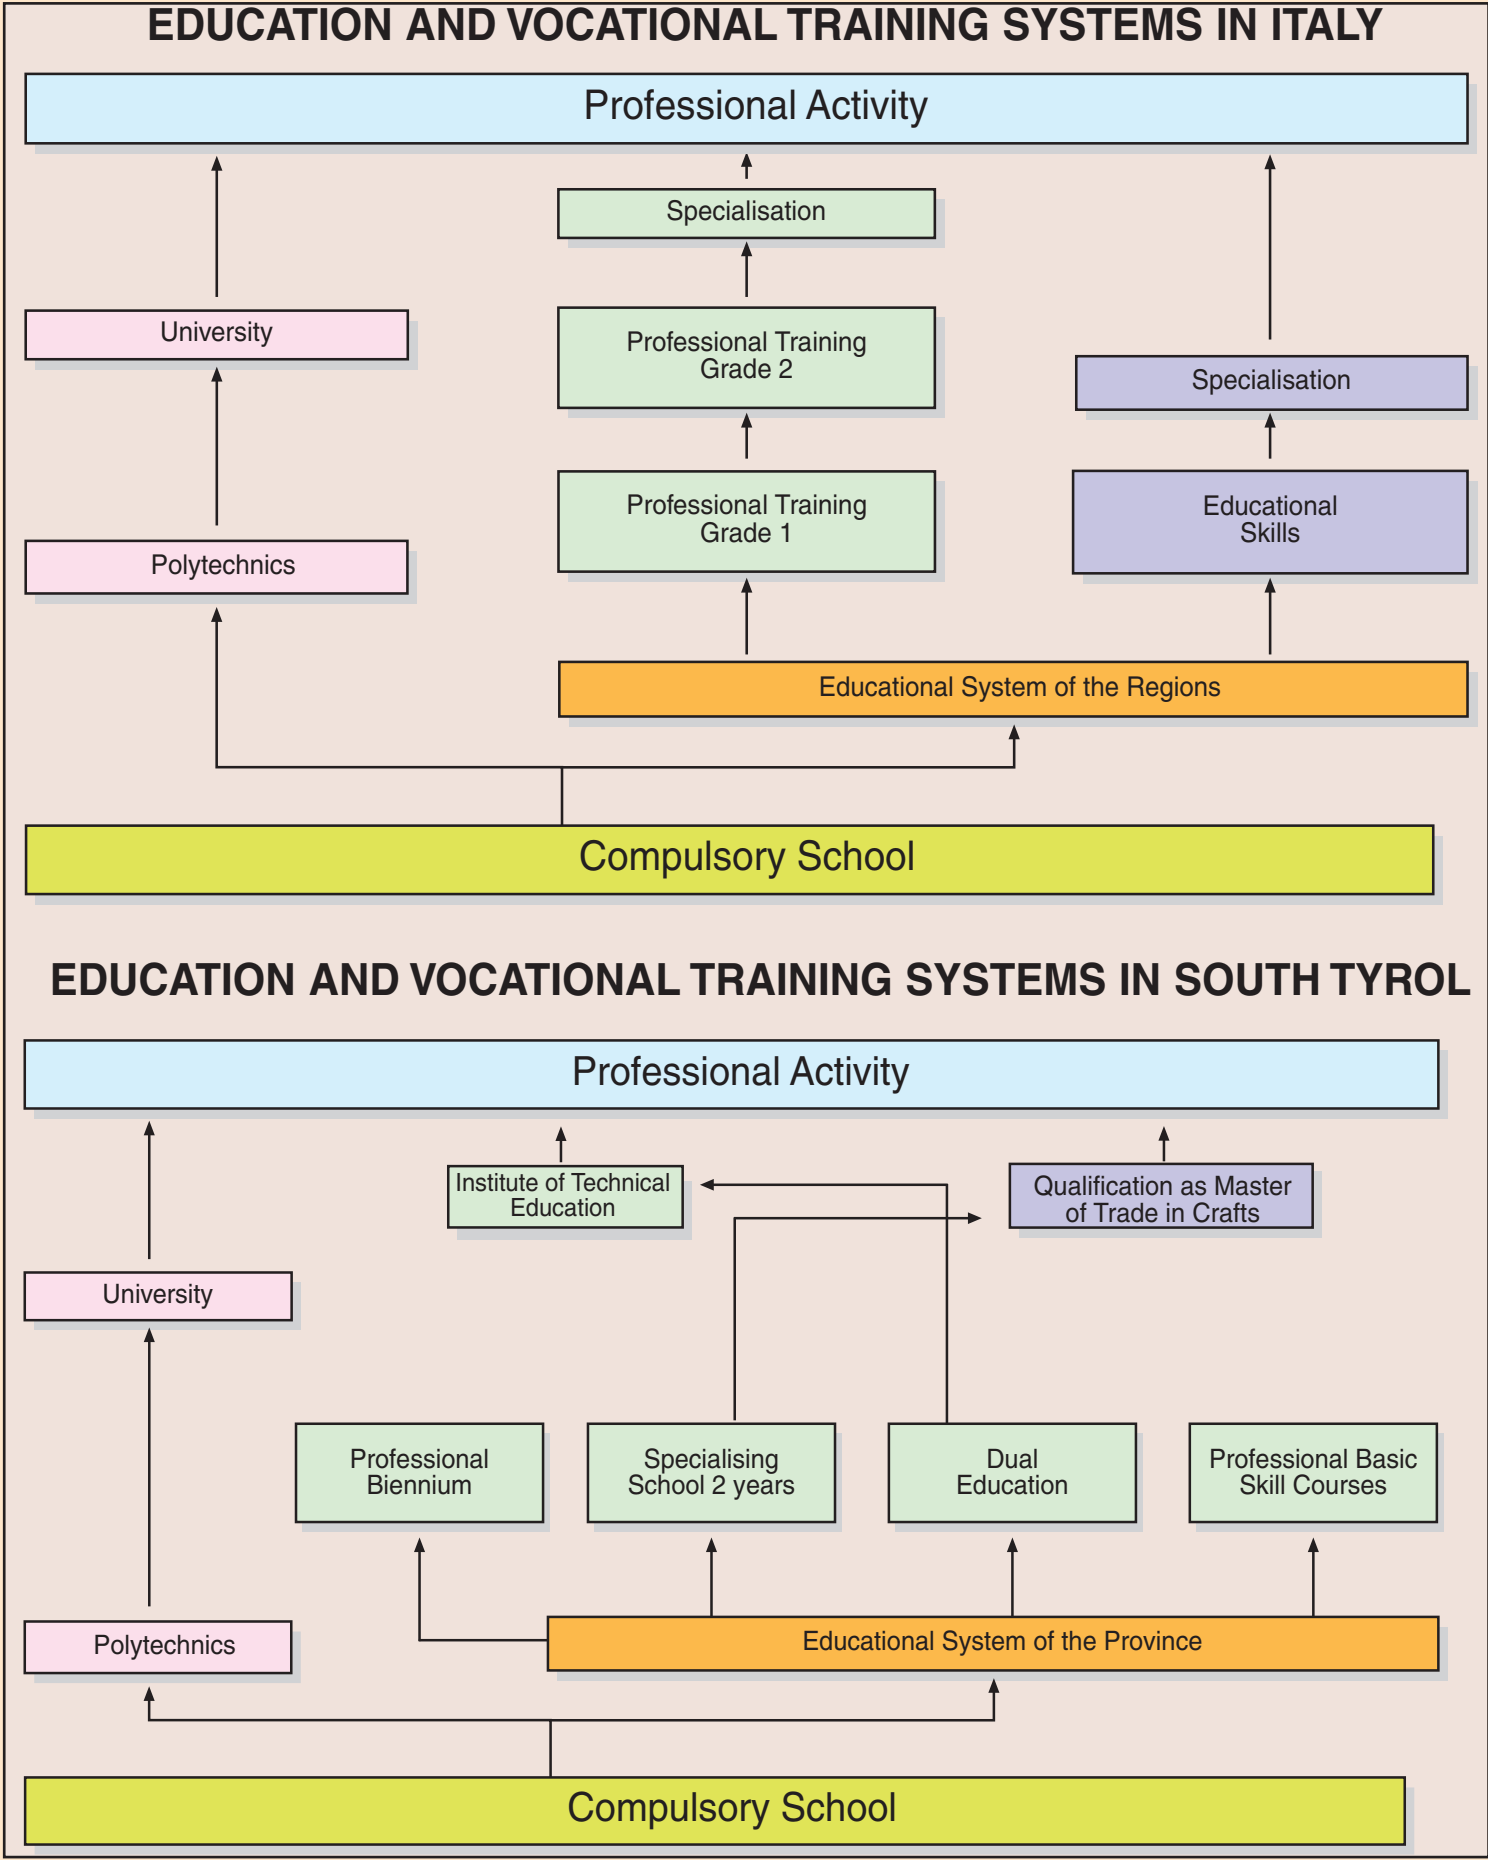 EDUCATION AND VOCATIONAL TRAINING SYSTEMS IN ITALY
Professional Activity
Specialisation
University
Professional Training
Grade 2
Specialisation
Professional Training
Grade 1
Educational
Skills
Polytechnics
Educational System of the Regions
Compulsory School
EDUCATION AND VOCATIONAL TRAINING SYSTEMS IN SOUTH TYROL
Professional Activity
Institute of Technical
Education
Qualification as Master
of Trade in Crafts
University
Professional
Biennium
Specialising
School 2 years
Dual
Education
Professional Basic
Skill Courses
Polytechnics
Educational System of the Province
Compulsory School